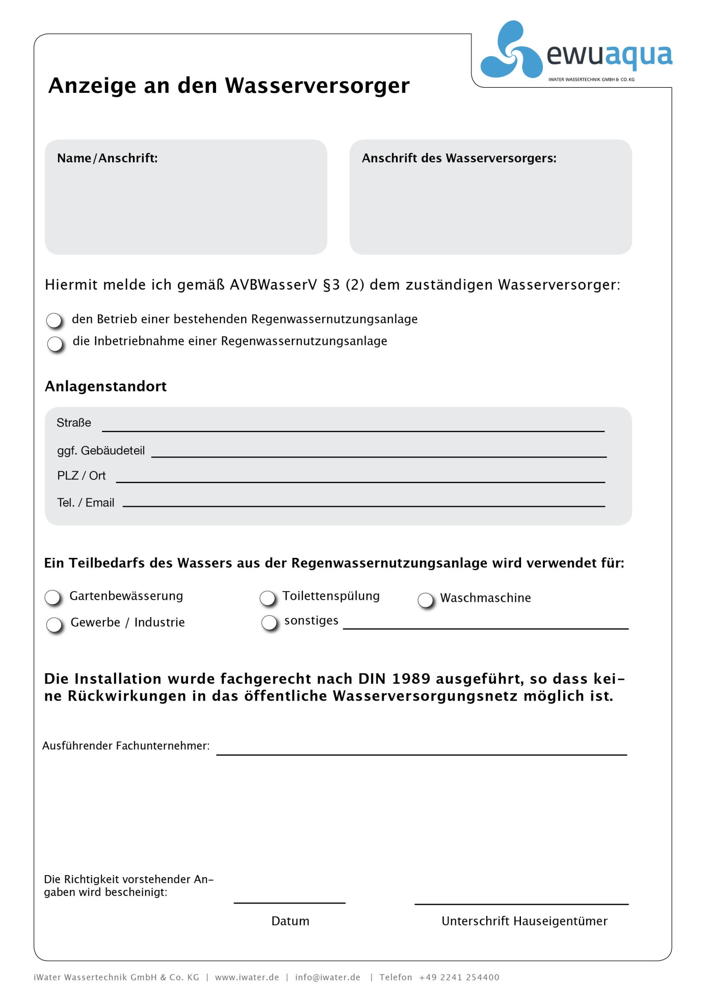 ewuaqua
iWATER WASSERTECHNIK GMBH & CO.KG
Anzeige an den Wasserversorger
Name/Anschrift:
Anschrift des Wasserversorgers:
Hiermit melde ich gemäß AVBWasserV §3 (2) dem zuständigen Wasserversorger:
den Betrieb einer bestehenden Regenwassernutzungsanlage
die Inbetriebnahme einer Regenwassernutzungsanlage
Anlagenstandort
Straße
ggf. Gebäudeteil
PLZ / Ort
Tel. / Email
Ein Teilbedarfs des Wassers aus der Regenwassernutzungsanlage wird verwendet für:
Gartenbewässerung Toilettenspülung Waschmaschine
Gewerbe / Industrie sonstiges
Die Installation wurde fachgerecht nach DIN 1989 ausgeführt, so dass kei-
ne Rückwirkungen in das öffentliche Wasserversorgungsnetz möglich ist.
Ausführender Fachunternehmer:
Die Richtigkeit vorstehender An-
gaben wird bescheinigt:
Datum Unterschrift Hauseigentümer
iWater Wassertechnik GmbH & Co. KG | www.iwater.de | info@iwater.de | Telefon +49 2241 254400